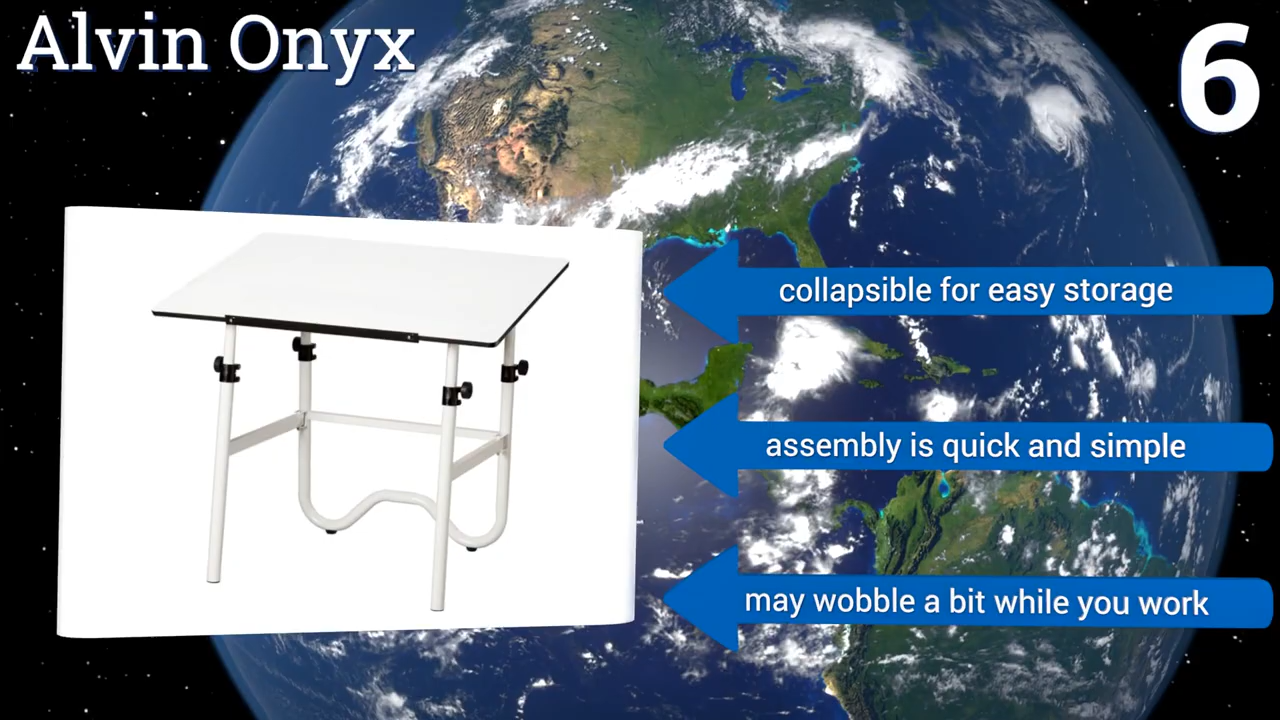 Alvin Onyx
6
collapsible for easy storage
assembly is quick and simple
may wobble a bit while you work